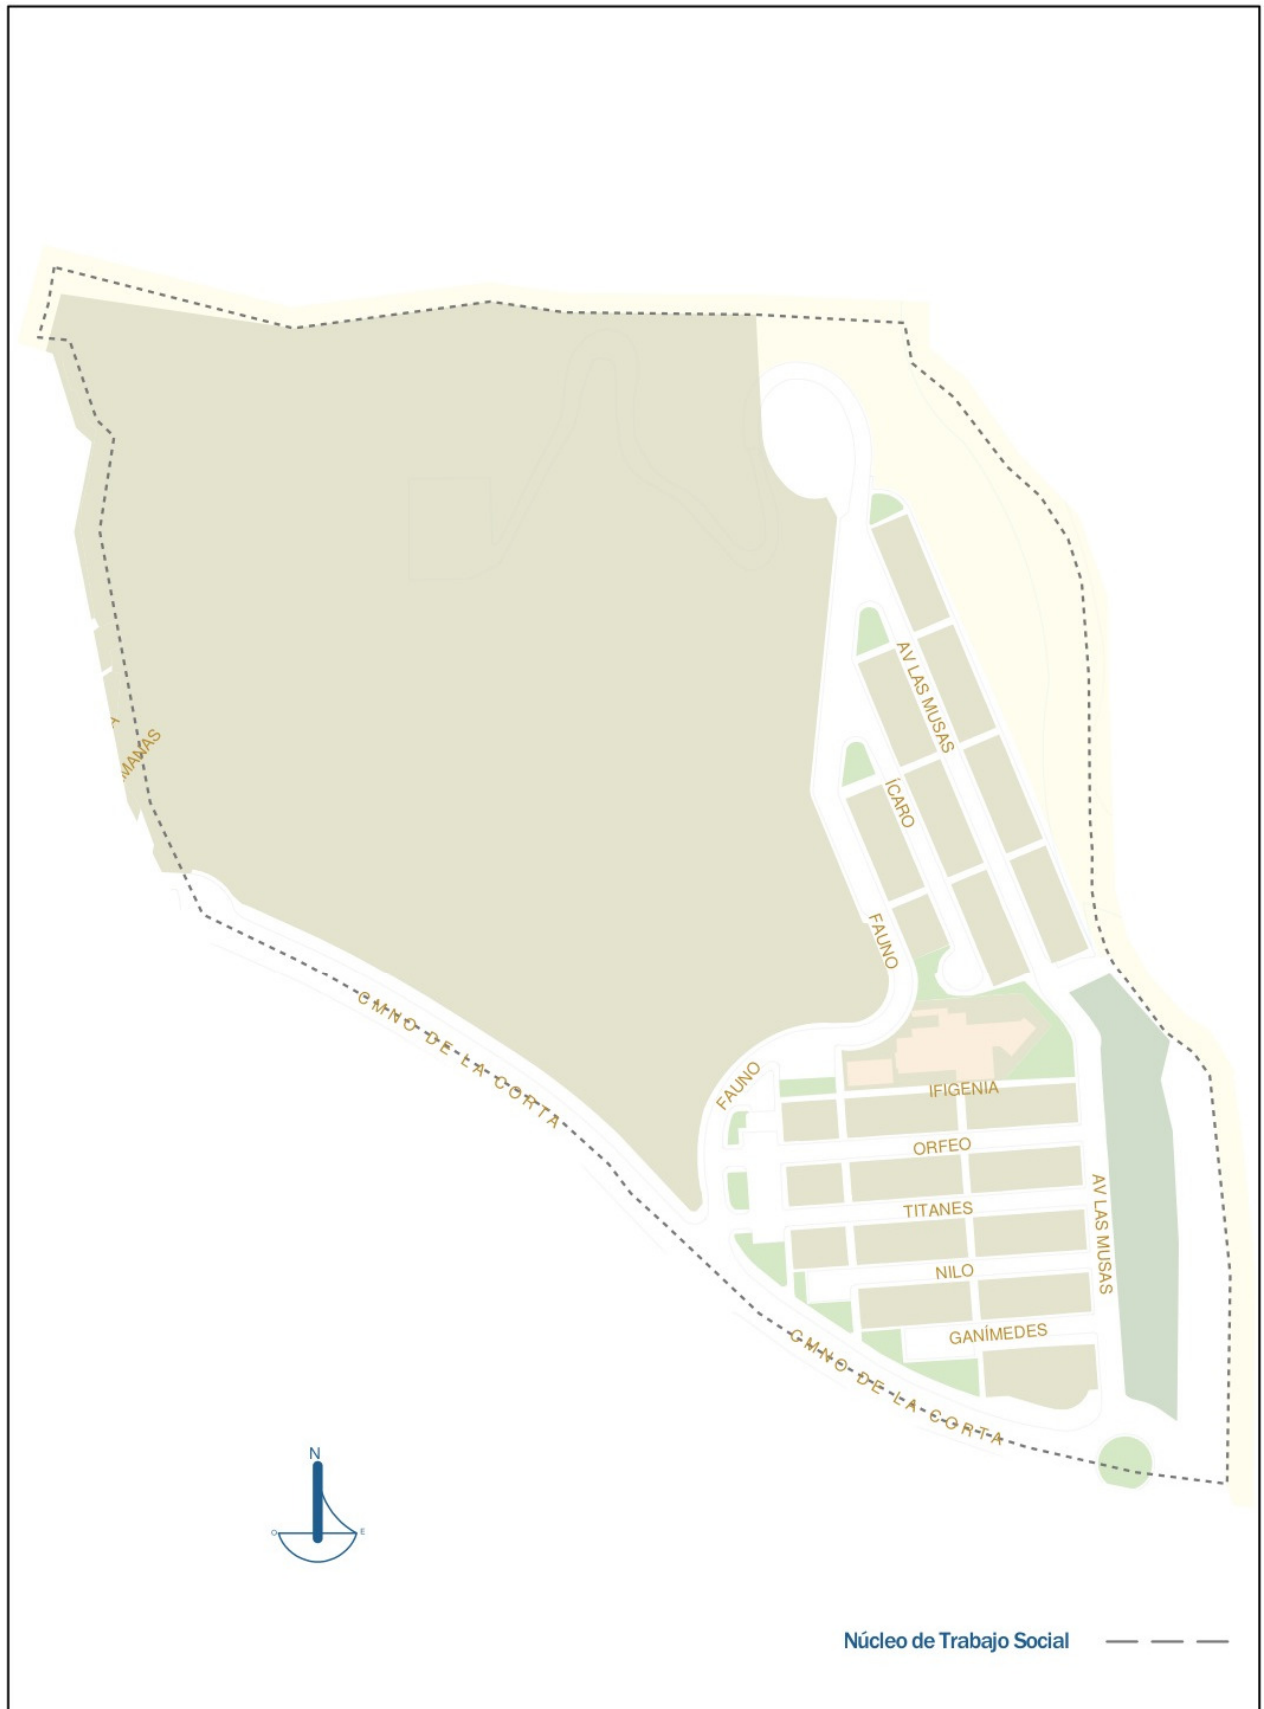 AV LAS MUSAS
MANAS
ÍCARO
FAUNO
CMNO DE LA CORTA
FAUNO
IFIGENIA
ORFEO
TITANES
AV LAS MUSAS
NILO
GANÍMEDES
CMNO DE LA CORTA
N
O
E
Núcleo de Trabajo Social